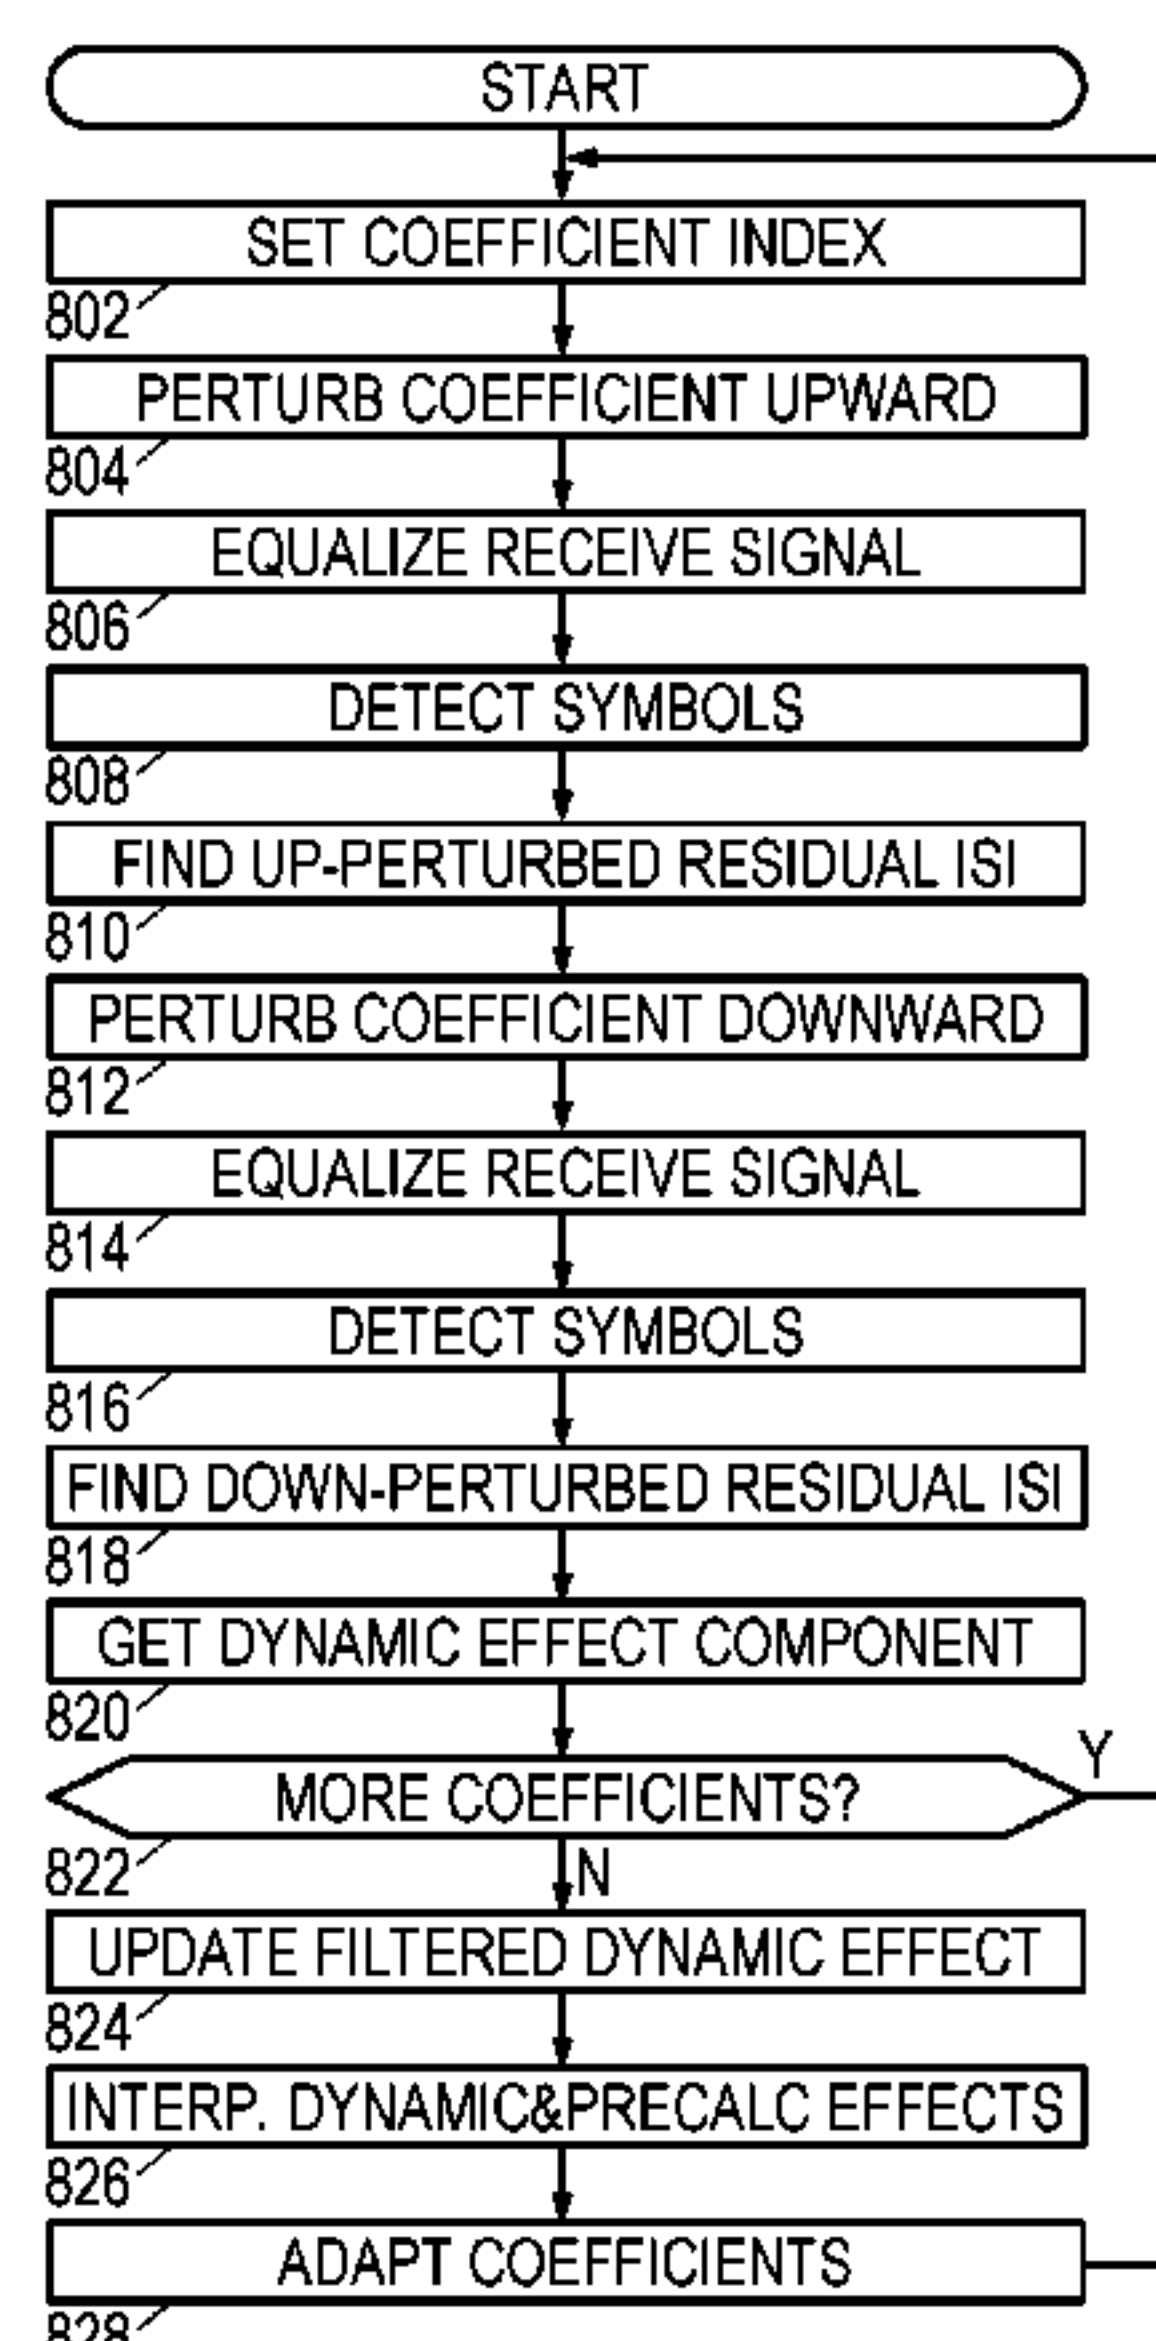 START
SET COEFFICIENT INDEX
802
PERTURB COEFFICIENT UPWARD
804
EQUALIZE RECEIVE SIGNAL
806
DETECT SYMBOLS
808
FIND UP-PERTURBED RESIDUAL ISI
810
PERTURB COEFFICIENT DOWNWARD
812
EQUALIZE RECEIVE SIGNAL
814
DETECT SYMBOLS
816
FIND DOWN-PERTURBED RESIDUAL ISI
818
GET DYNAMIC EFFECT COMPONENT
820
Y
MORE COEFFICIENTS?
822
N
UPDATE FILTERED DYNAMIC EFFECT
824
INTERP. DYNAMIC&PRECALC EFFECTS
826
ADAPT COEFFICIENTS
828